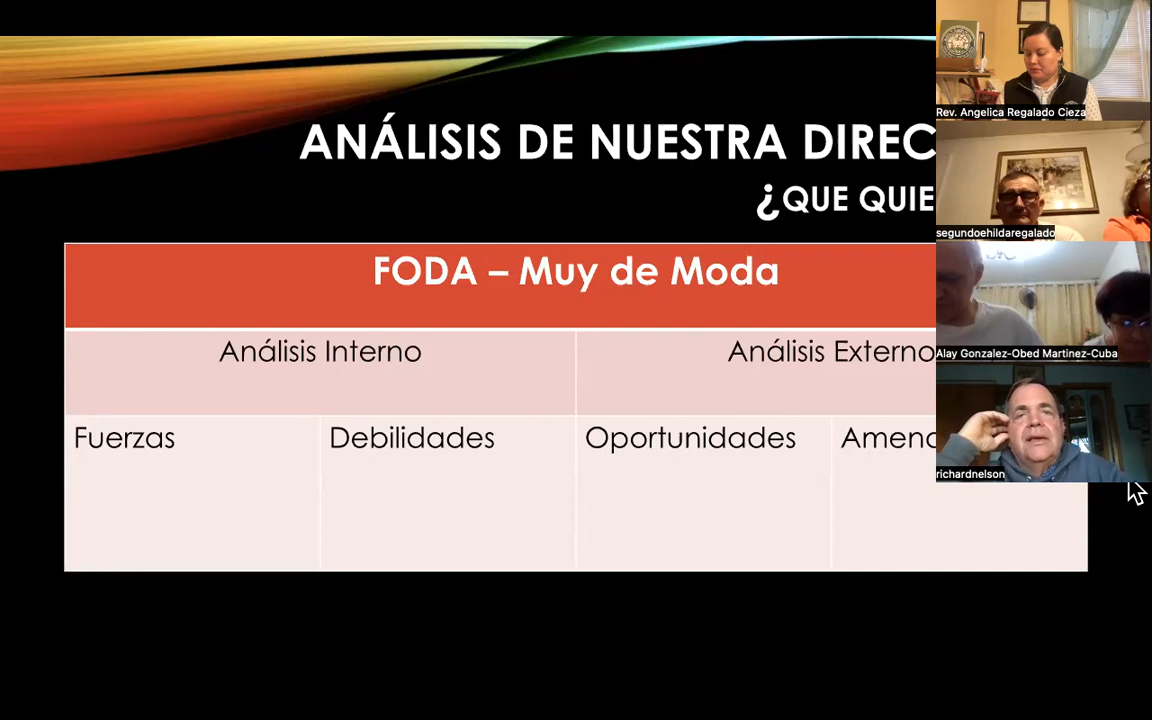 ANÁLISIS DE NUESTRA DIREC
¿QUE QUIE
FODA – Muy de Moda
Análisis Interno
Análisis Externo
Fuerzas
Debilidades
Oportunidades
Amena
Rev. Angelica Regalado Cieza
segundoehildaregalado
Alay Gonzalez-Obed Martinez-Cuba
richardnelson